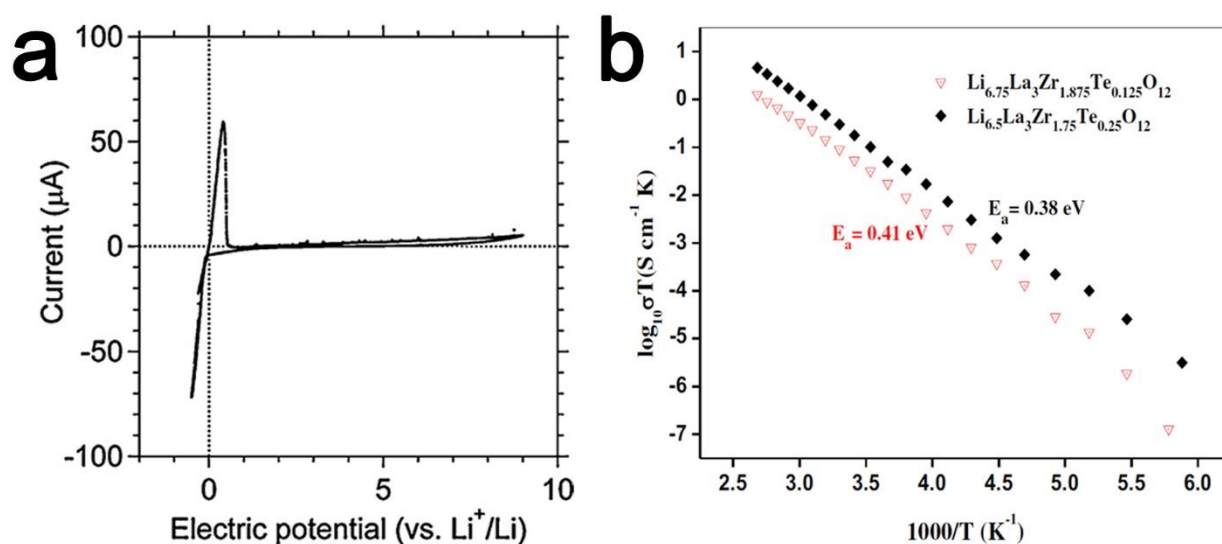 a
100
50
0
-50
-100
Current (μA)
0
5
10
Electric potential (vs. Li⁺/Li)
b
1
0
-1
-2
-3
-4
-5
-6
-7
log₁₀σT(S cm⁻¹ K)
Li₆.₇₅La₃Zr₁.₈₇₅Te₀.₁₂₅O₁₂
Li₆.₅La₃Zr₁.₇₅Te₀.₂₅O₁₂
Eₐ= 0.38 eV
Eₐ= 0.41 eV
2.5 3.0 3.5 4.0 4.5 5.0 5.5 6.0
1000/T (K⁻¹)